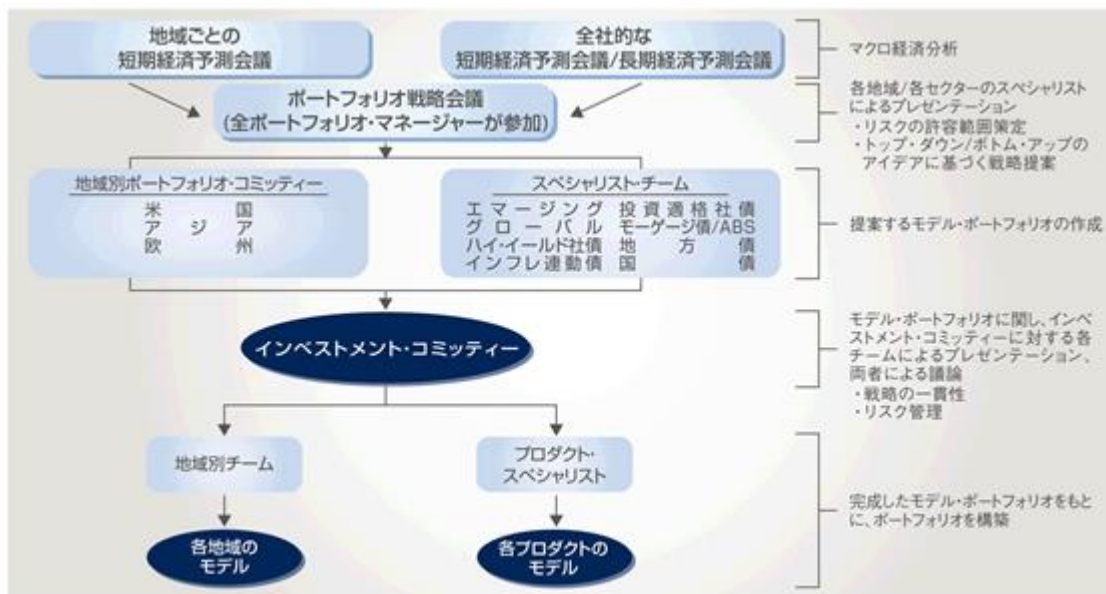 地域ごとの
短期経済予測会議
全社的な
短期経済予測会議/長期経済予測会議
マクロ経済分析
ポートフォリオ戦略会議
(全ポートフォリオ・マネージャーが参加)
各地域/各セクターのスペシャリスト
によるプレゼンテーション
・リスクの許容範囲策定
・トップ・ダウン/ボトム・アップの
アイデアに基づく戦略提案
地域別ポートフォリオ・コミッティー
米 国
ア ジ ア
欧 州
スペシャリスト・チーム
エマージング 投資適格社債
グローバル モーゲージ債/ABS
ハイ・イールド社債 地方債
インフレ連動債 国債
提案するモデル・ポートフォリオの作成
インベストメント・コミッティー
モデル・ポートフォリオに関し、インベ
ストメント・コミッティーに対する各
チームによるプレゼンテーション、
両者による議論
・戦略の一貫性
・リスク管理
地域別チーム
プロダクト・
スペシャリスト
完成したモデル・ポートフォリオをもと
に、ポートフォリオを構築
各地域の
モデル
各プロダクトの
モデル